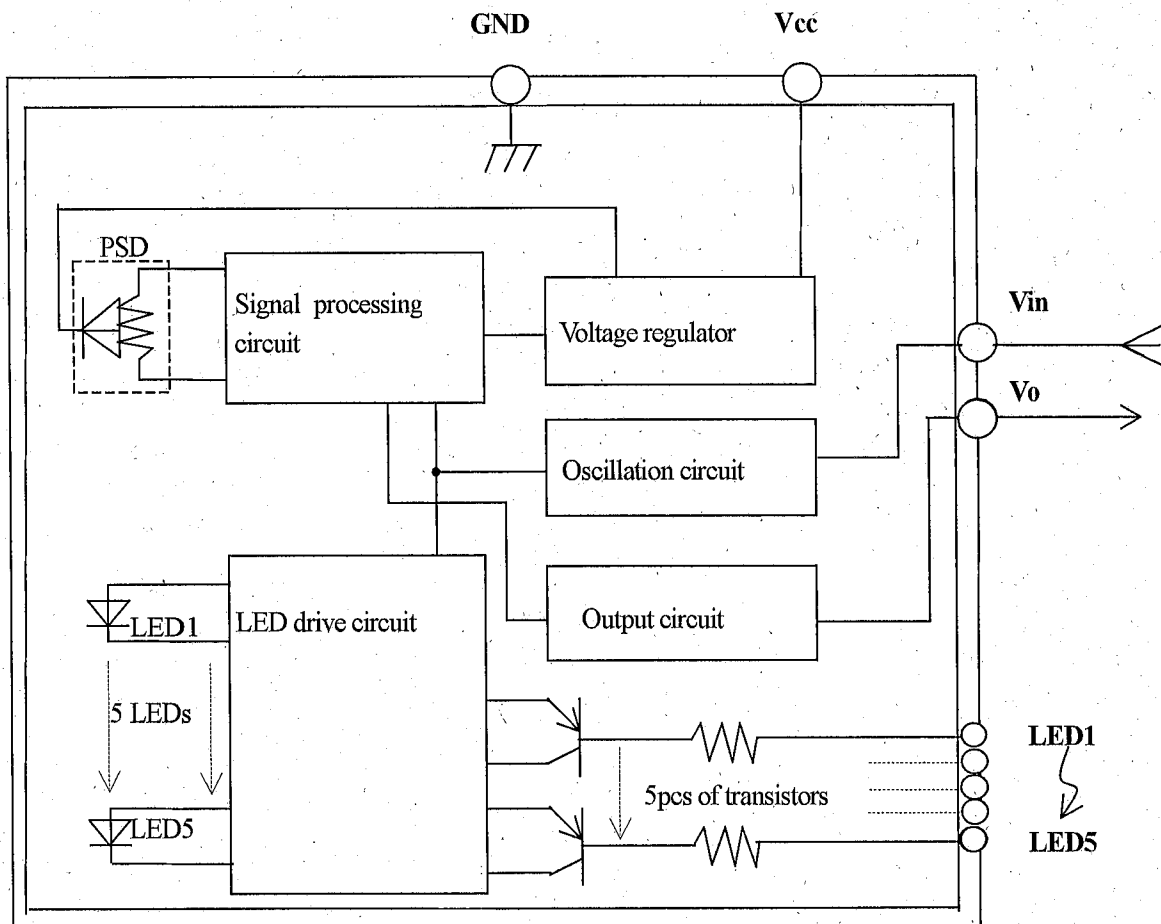 GND
Vcc
PSD
Signal processing
circuit
Voltage regulator
Vin
Vo
Oscillation circuit
LED1
LED drive circuit
Output circuit
5 LEDs
LED5
5pcs of transistors
LED1
LED5